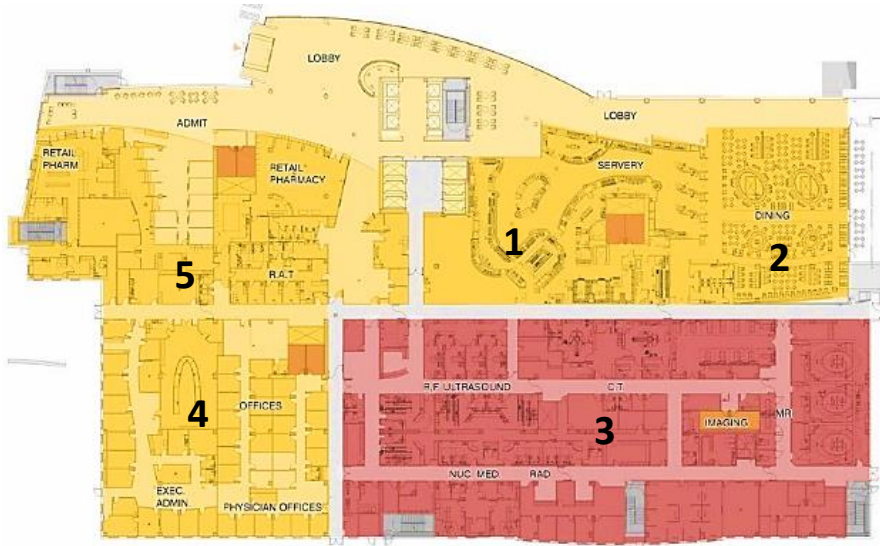 LOBBY
LOBBY
ADMIT
RETAIL
PHARM
RETAIL
PHARMACY
SERVERY
DINING
1
2
5
R.A.T
R/F ULTRASOUND
C.T.
4
OFFICES
3
IMAGING
MRI
NUC MED
RAD
EXEC.
ADMIN.
PHYSICIAN OFFICES